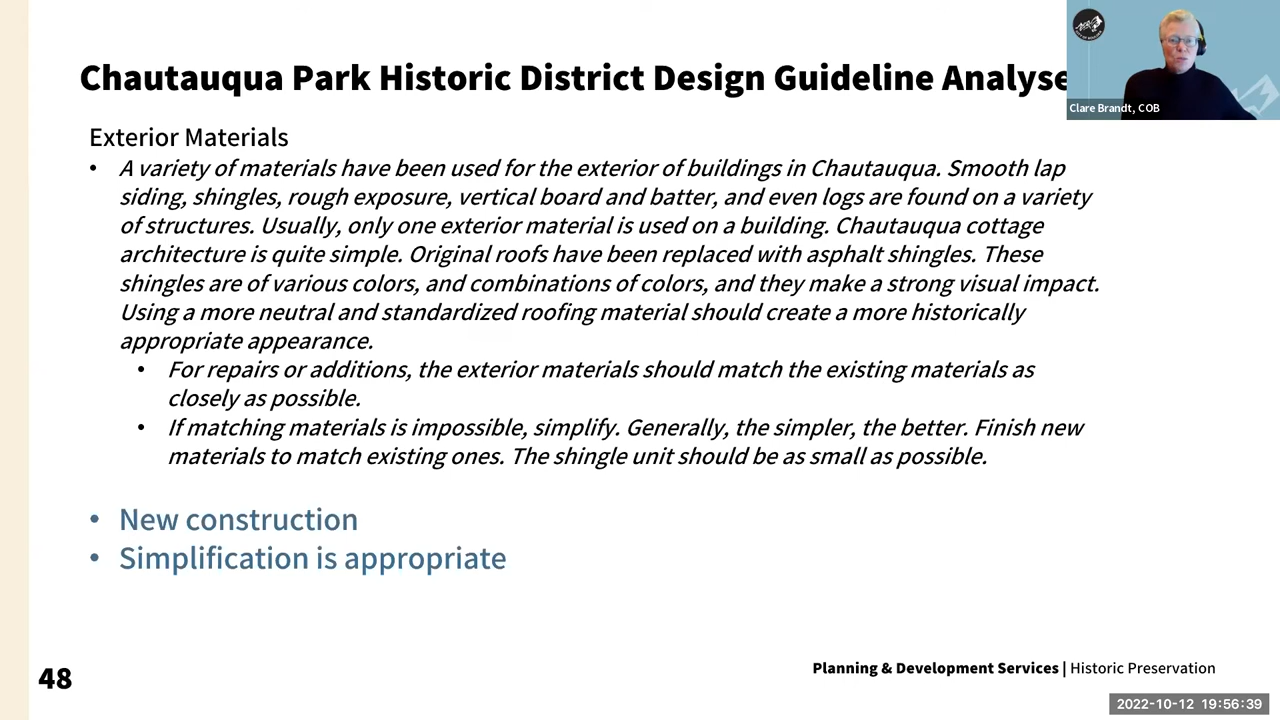 Chautauqua Park Historic District Design Guideline Analyse
Clare Brandt, COB
Exterior Materials
• A variety of materials have been used for the exterior of buildings in Chautauqua. Smooth lap
siding, shingles, rough exposure, vertical board and batter, and even logs are found on a variety
of structures. Usually, only one exterior material is used on a building. Chautauqua cottage
architecture is quite simple. Original roofs have been replaced with asphalt shingles. These
shingles are of various colors, and combinations of colors, and they make a strong visual impact.
Using a more neutral and standardized roofing material should create a more historically
appropriate appearance.
• For repairs or additions, the exterior materials should match the existing materials as
closely as possible.
• If matching materials is impossible, simplify. Generally, the simpler, the better. Finish new
materials to match existing ones. The shingle unit should be as small as possible.
• New construction
• Simplification is appropriate
48
Planning & Development Services | Historic Preservation
2022-10-12 19:56:39